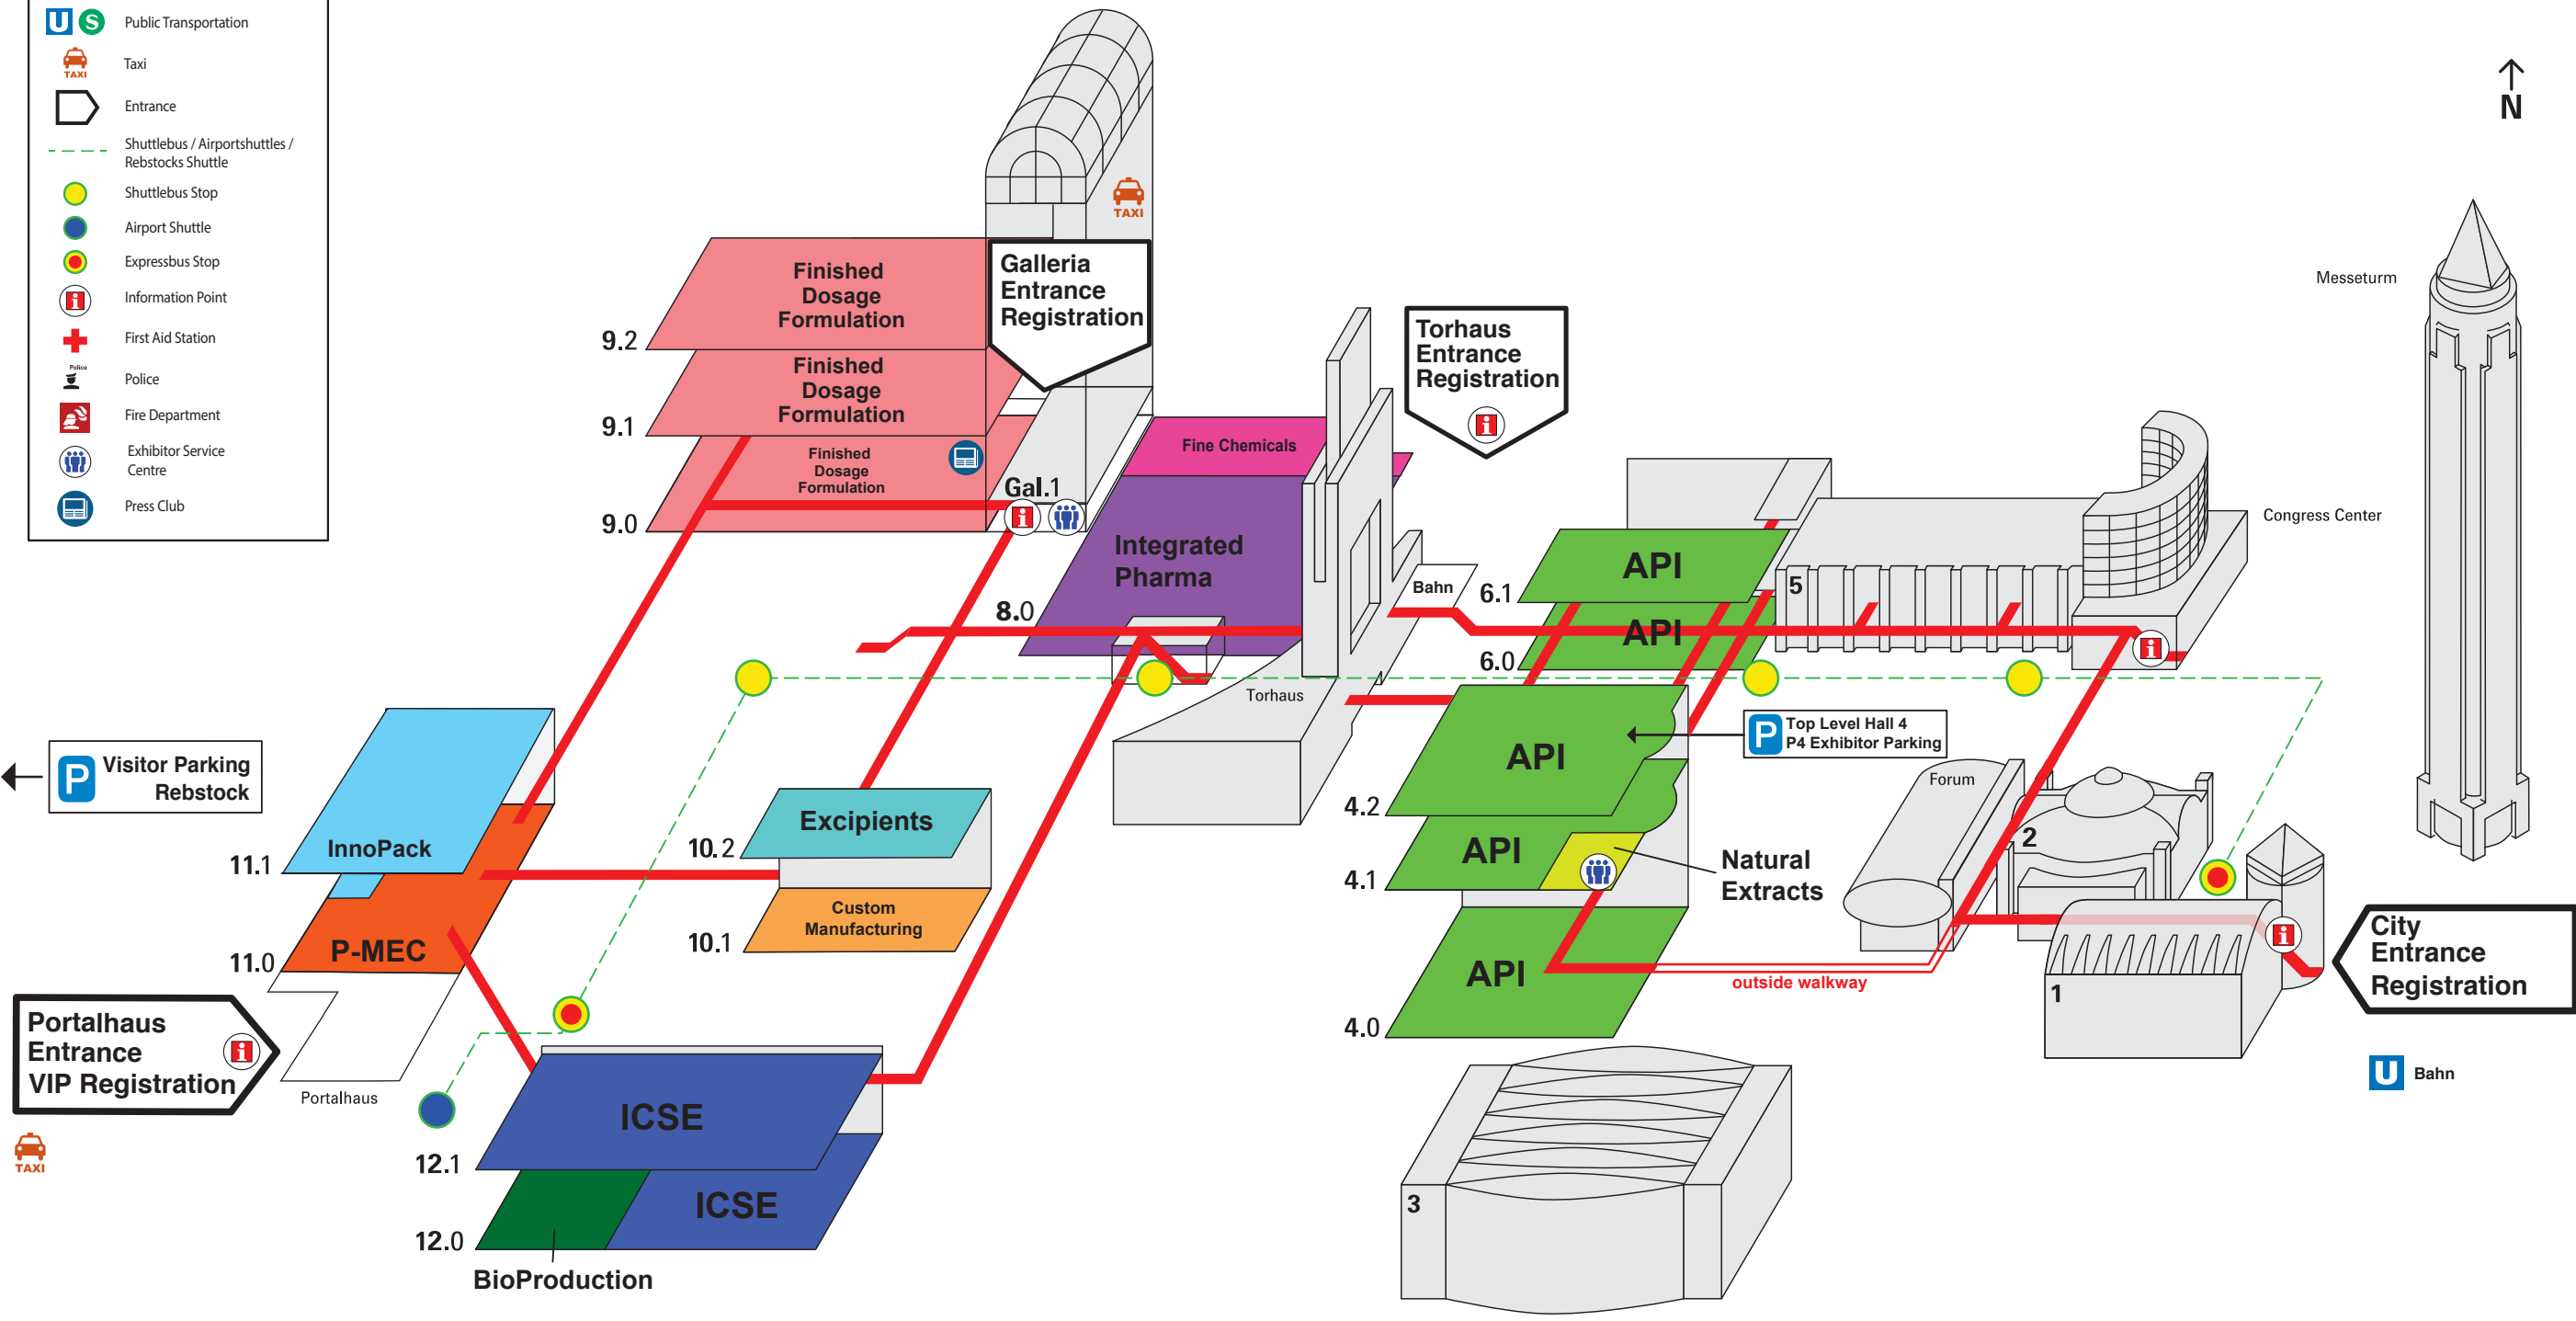 U S Public Transportation
TAXI
Taxi
Entrance
Shuttlebus / Airportshuttles /
Rebstocks Shuttle
Shuttlebus Stop
Airport Shuttle
Expressbus Stop
i Information Point
First Aid Station
Police
Police
Fire Department
Exhibitor Service
Centre
Press Club
N
TAXI
Galleria
Entrance
Registration
Finished
Dosage
Formulation
9.2
Finished
Dosage
Formulation
9.1
Finished
Dosage
Formulation
9.0
Gal.1
i
Torhaus
Entrance
Registration
i
Messeturm
Fine Chemicals
Integrated
Pharma
8.0
Bahn
Torhaus
API
6.1
API
6.0
5
Congress Center
i
P Visitor Parking
Rebstock
InnoPack
11.1
P-MEC
11.0
Excipients
10.2
Custom
Manufacturing
10.1
P Top Level Hall 4
P4 Exhibitor Parking
API
4.2
API
4.1
Natural
Extracts
API
4.0
outside walkway
Forum
2
1
i
City
Entrance
Registration
U Bahn
Portalhaus
Entrance
VIP Registration
i
Portalhaus
TAXI
ICSE
12.1
ICSE
12.0
BioProduction
3